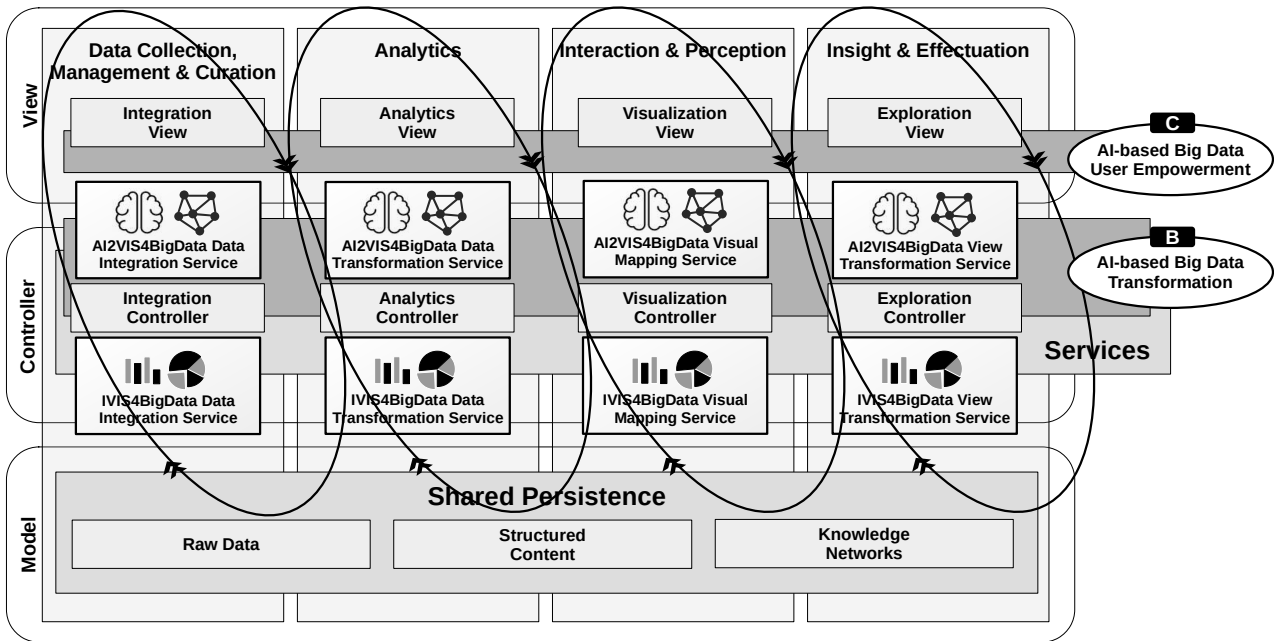 Data Collection,
Management & Curation
Analytics
Interaction & Perception
Insight & Effectuation
View
Integration
View
Analytics
View
Visualization
View
Exploration
View
C
AI-based Big Data
User Empowerment
AI2VIS4BigData Data
Integration Service
AI2VIS4BigData Data
Transformation Service
AI2VIS4BigData Visual
Mapping Service
AI2VIS4BigData View
Transformation Service
B
AI-based Big Data
Transformation
Controller
Integration
Controller
Analytics
Controller
Visualization
Controller
Exploration
Controller
Services
IVIS4BigData Data
Integration Service
IVIS4BigData Data
Transformation Service
IVIS4BigData Visual
Mapping Service
IVIS4BigData View
Transformation Service
Model
Shared Persistence
Raw Data
Structured
Content
Knowledge
Networks